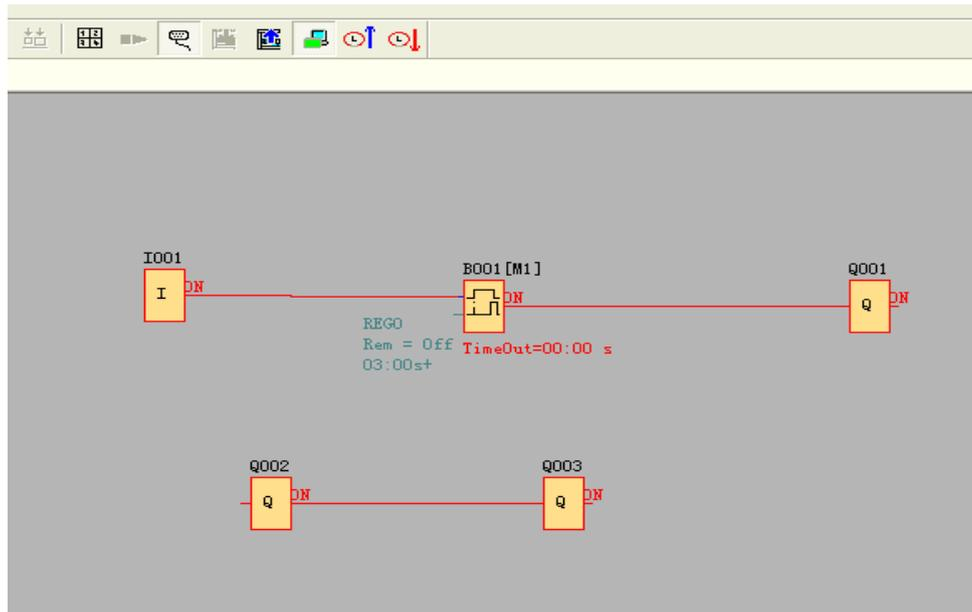 I001
I
ON
B001[M1]
ON
Q001
Q
ON
REG0
Rem = Off
03:00s+
TimeOut=00:00 s
Q002
Q
ON
Q003
Q
ON